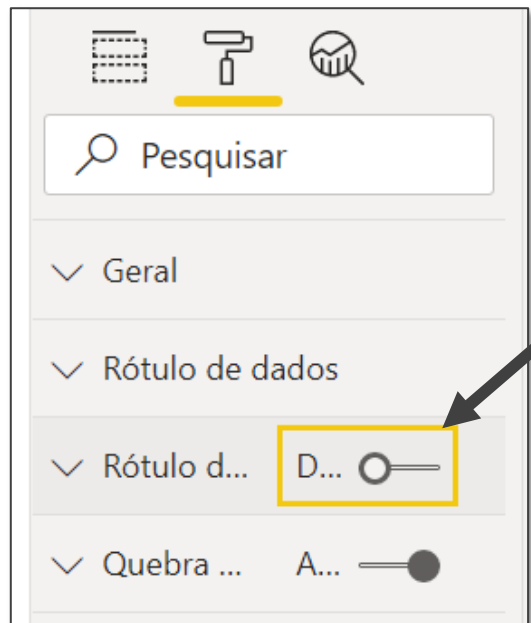 Pesquisar
Geral
Rótulo de dados
Rótulo d... D...
Quebra ... A...